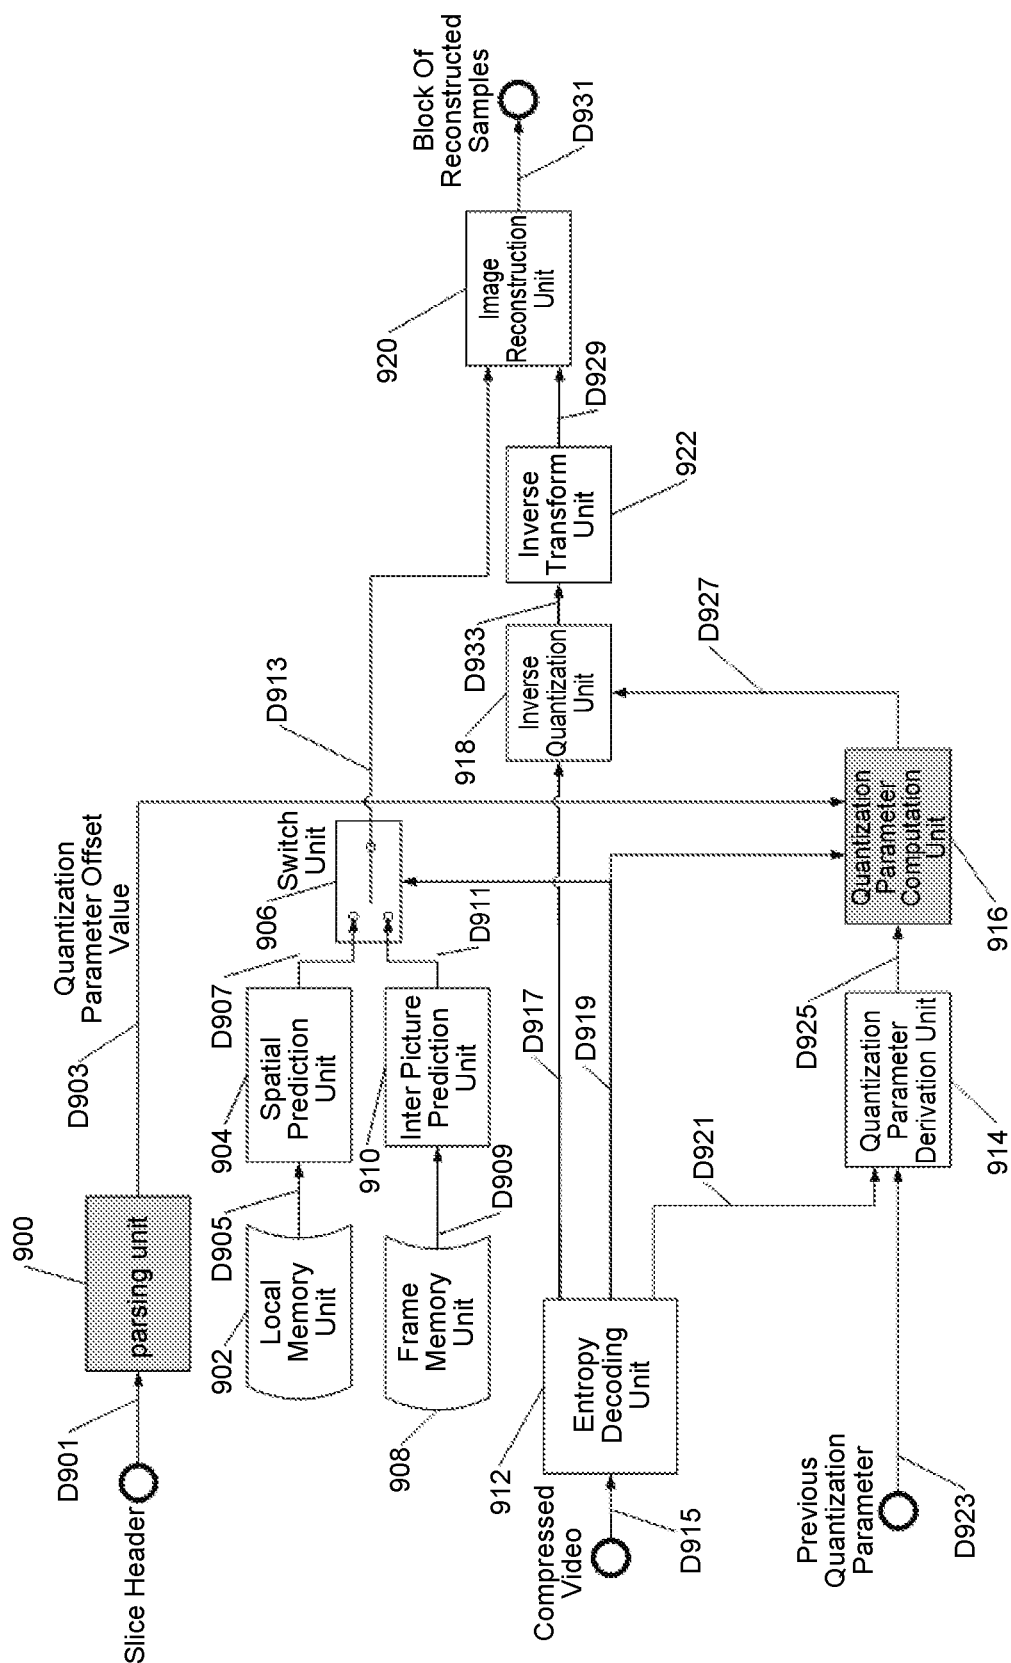 Slice Header
D901
900
parsing unit
D903
Quantization
Parameter Offset
Value
902
Local
Memory
Unit
D905
904
Spatial
Prediction
Unit
D907
906
Switch
Unit
D913
908
Frame
Memory
Unit
D909
910
Inter Picture
Prediction
Unit
D911
Compressed
Video
D915
912
Entropy
Decoding
Unit
D917
D919
D921
918
Inverse
Quantization
Unit
D933
Inverse
Transform
Unit
922
D929
920
Image
Reconstruction
Unit
D931
Block Of
Reconstructed
Samples
Previous
Quantization
Parameter
D923
Quantization
Parameter
Derivation Unit
914
D925
Quantization
Parameter
Computation
Unit
916
D927